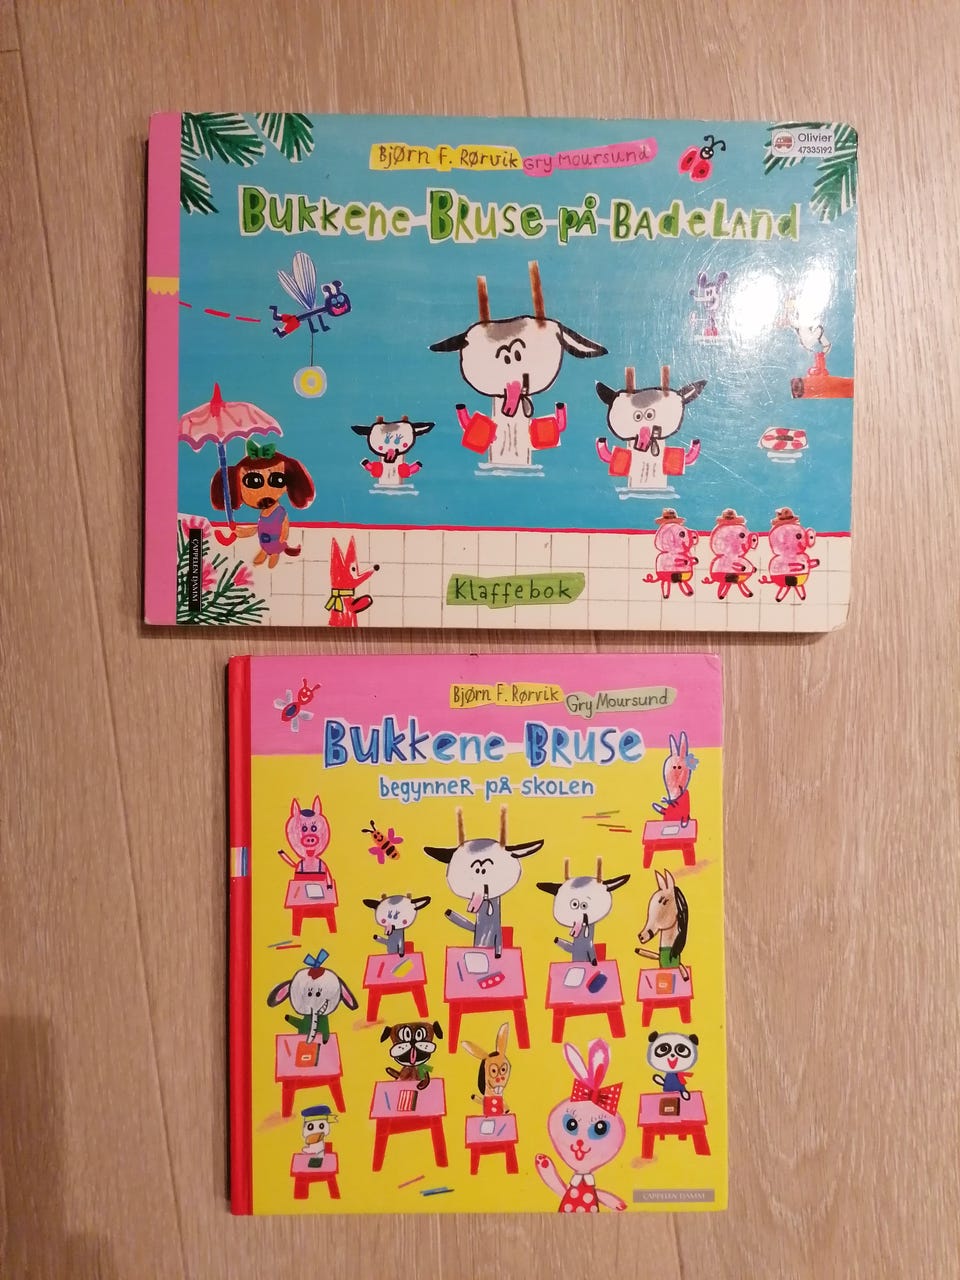 Olivier
47335192
Bjørn F. Rørvik Gry Moursund
Bukkene Bruse på Badeland
Klaffebok
CAPPELEN DAMM
Bjørn F. Rørvik Gry Moursund
Bukkene Bruse
begynner på skolen
CAPPELEN DAMM